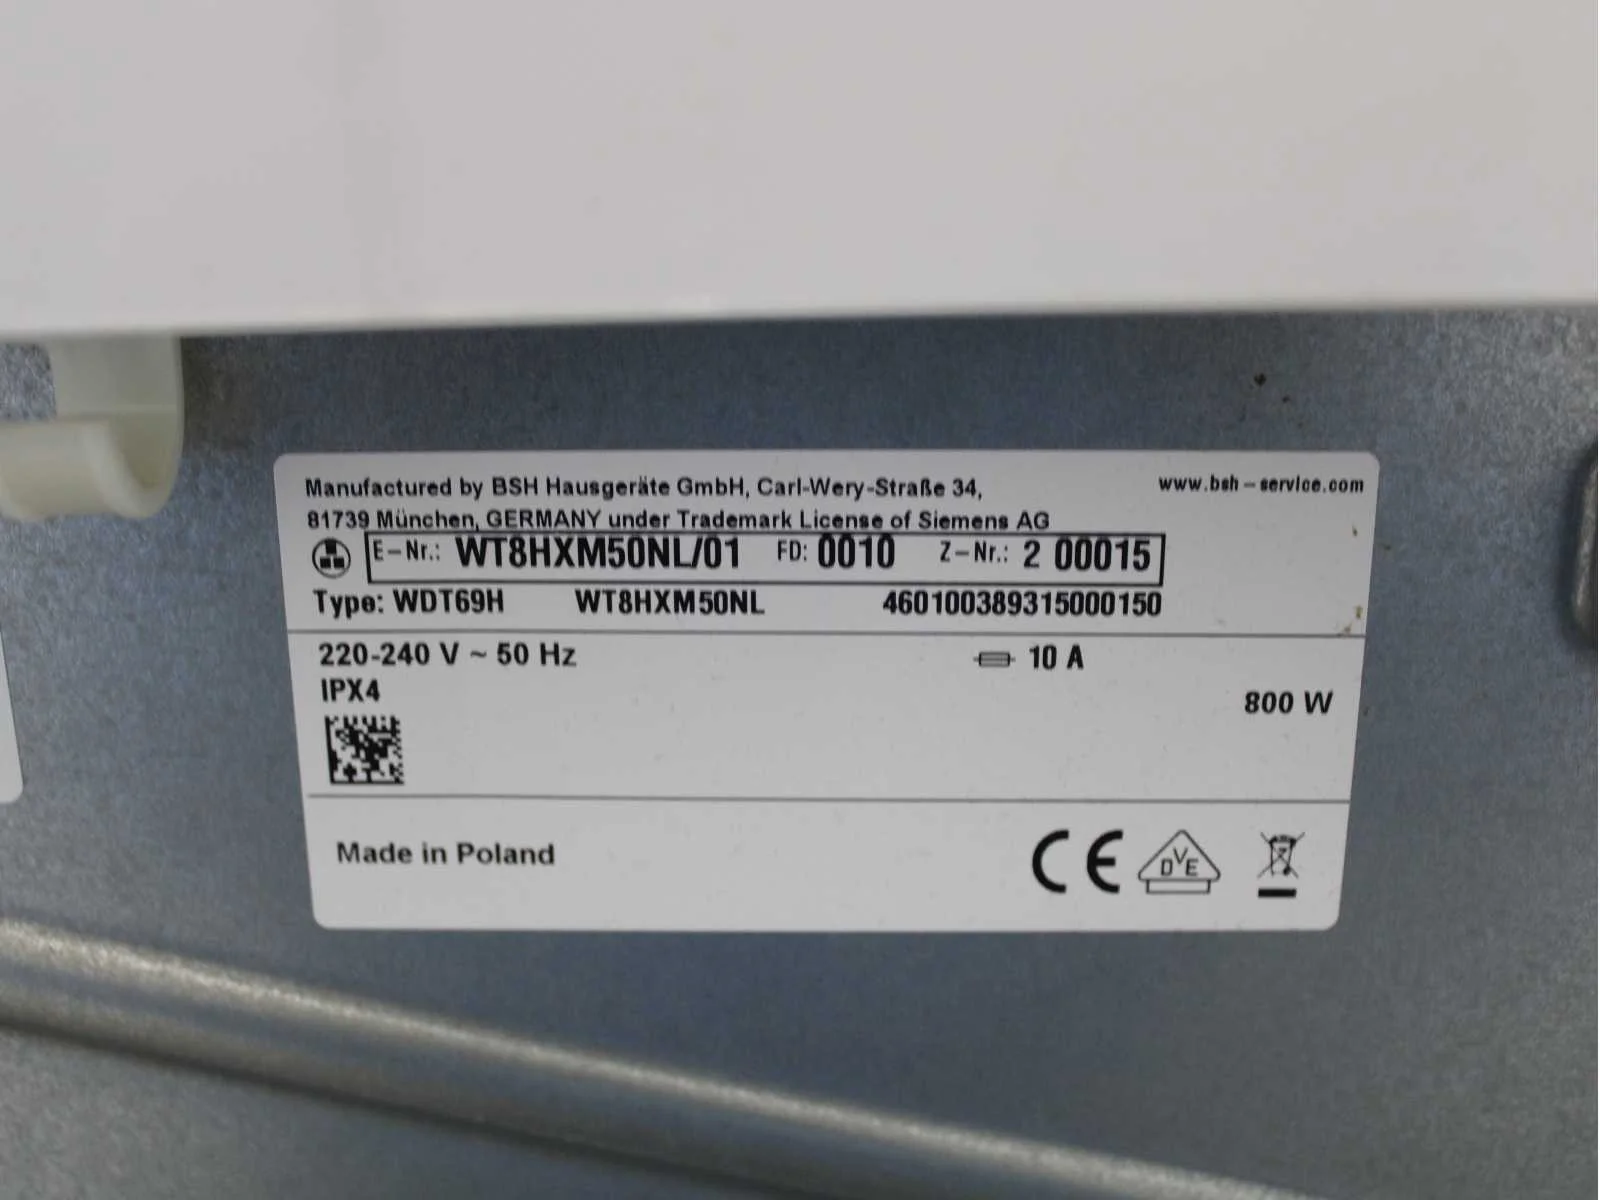 Manufactured by BSH Hausgeräte GmbH, Carl-Wery-Straße 34,
www.bsh-service.com
81739 München, GERMANY under Trademark License of Siemens AG
E-Nr.: WT8HXM50NL/01 FD: 0010 Z-Nr.: 2 00015
Type: WDT69H WT8HXM50NL 460100389315000150
220-240 V ~ 50 Hz 10 A
IPX4
800 W
Made in Poland
CE DVE